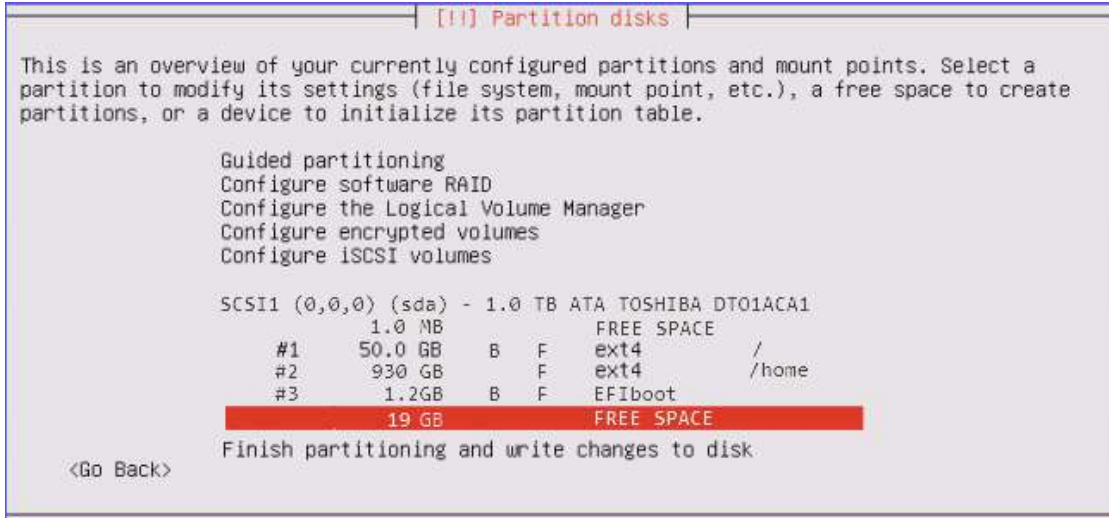 [!!] Partition disks
This is an overview of your currently configured partitions and mount points. Select a
partition to modify its settings (file system, mount point, etc.), a free space to create
partitions, or a device to initialize its partition table.
Guided partitioning
Configure software RAID
Configure the Logical Volume Manager
Configure encrypted volumes
Configure iSCSI volumes
SCSI1 (0,0,0) (sda) - 1.0 TB ATA TOSHIBA DTO1ACA1
1.0 MB FREE SPACE
#1 50.0 GB B F ext4 /
#2 930 GB F ext4 /home
#3 1.2GB B F EFIboot
19 GB FREE SPACE
Finish partitioning and write changes to disk
<Go Back>